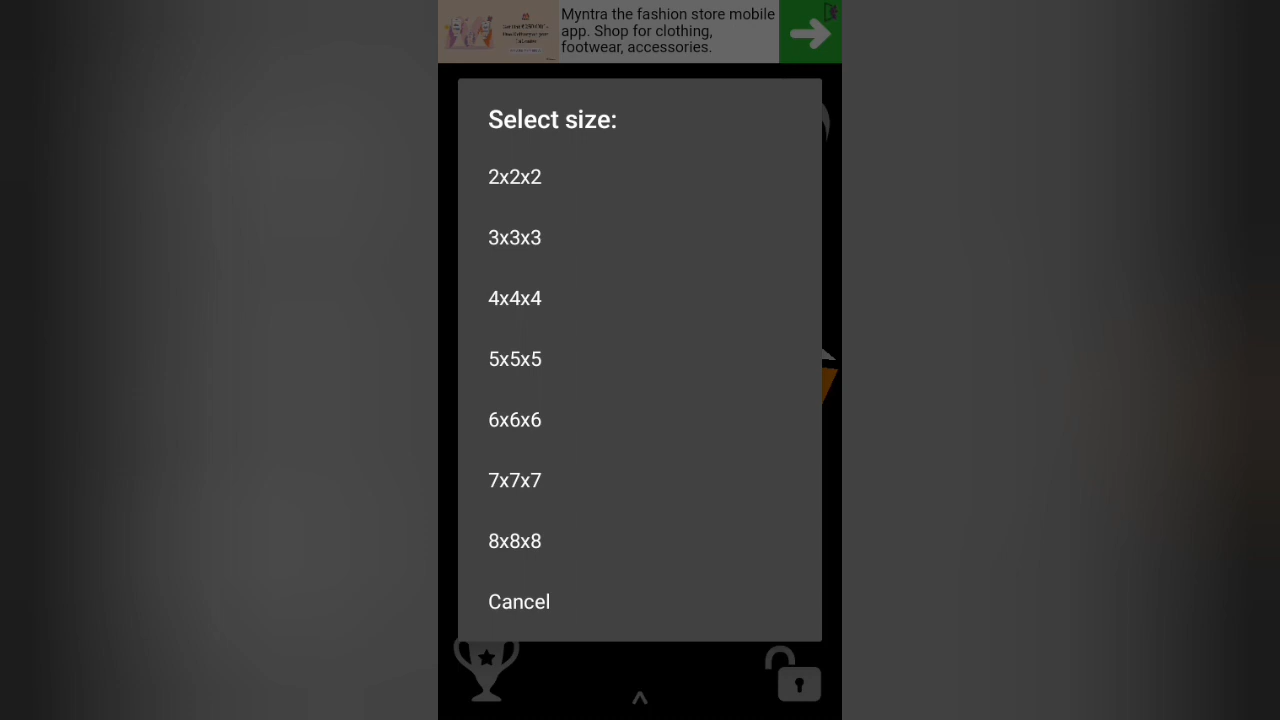 Myntra the fashion store mobile
app. Shop for clothing,
footwear, accessories.
Select size:
2x2x2
3x3x3
4x4x4
5x5x5
6x6x6
7x7x7
8x8x8
Cancel